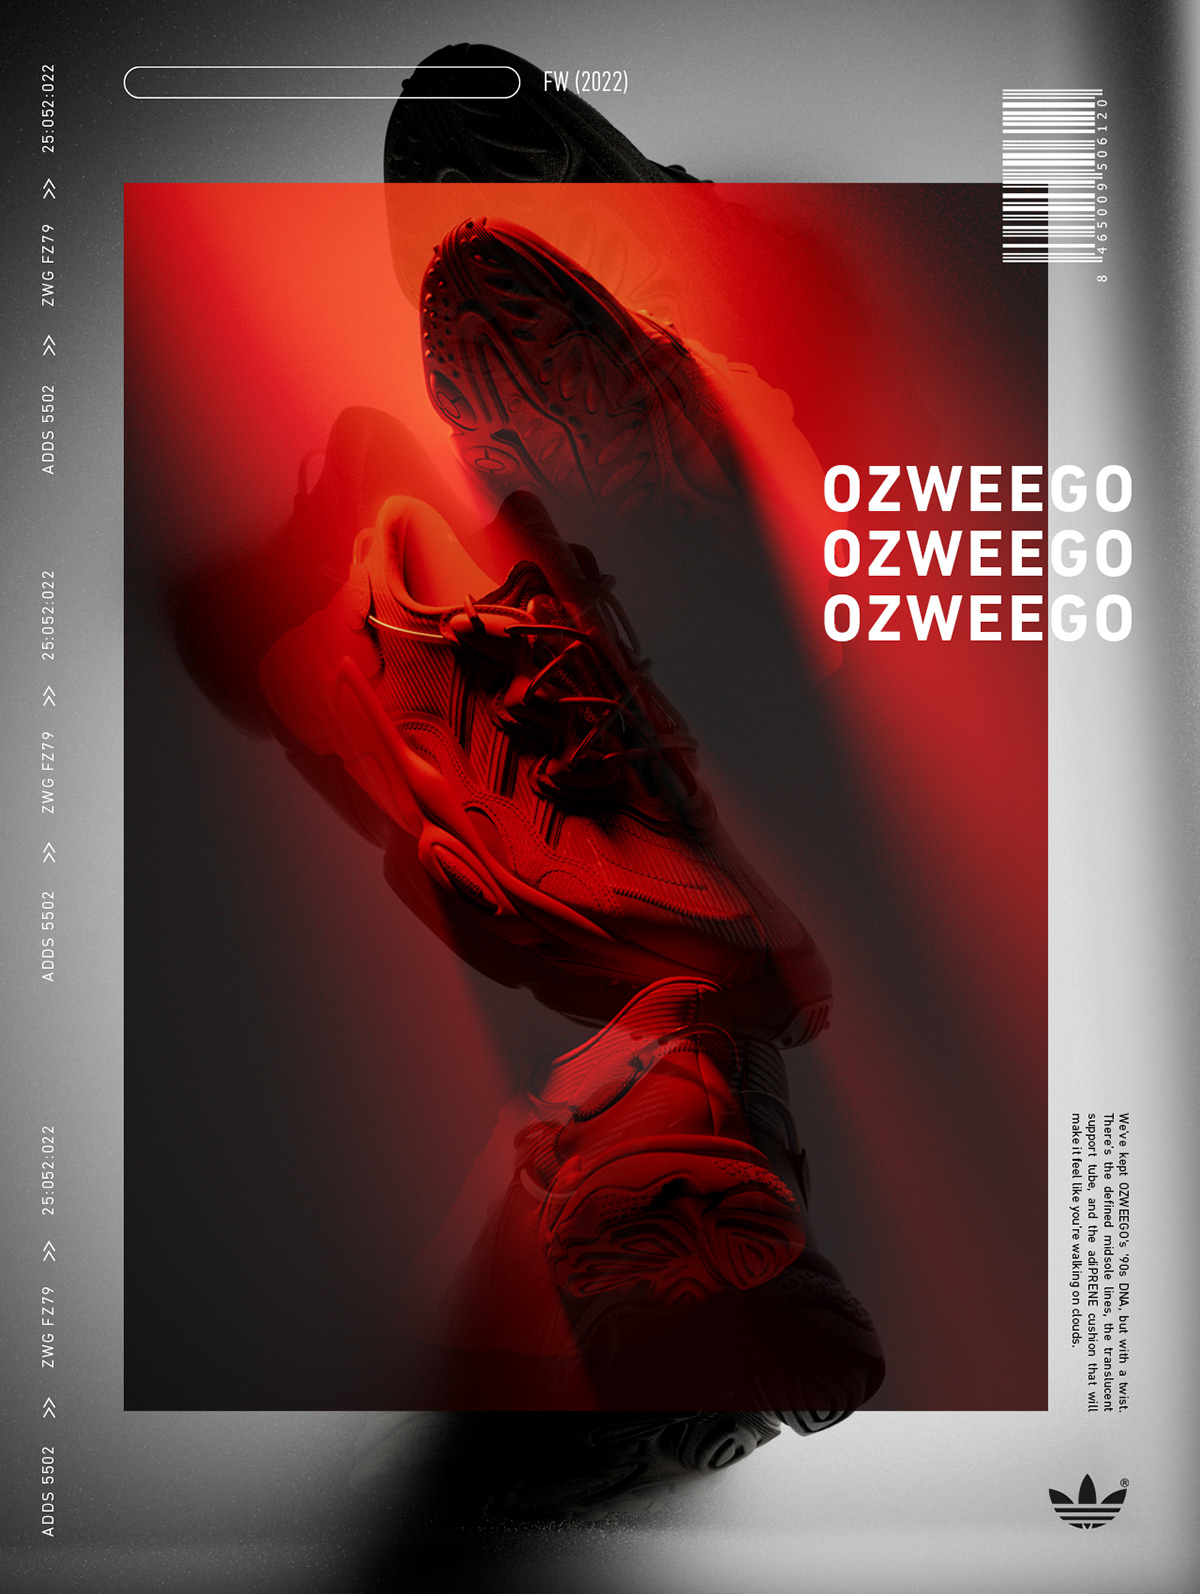 FW (2022)
8 465009 506120
OZWEEGO
OZWEEGO
OZWEEGO
ADDS 5502 >> ZWG FZ79 >> 25:052:022
ADDS 5502 >> ZWG FZ79 >> 25:052:022
ADDS 5502 >> ZWG FZ79 >> 25:052:022
We've kept OZWEEGO's '90s DNA, but with a twist.
There's the defined midsole lines, the translucent
support tube, and the adiPRENE cushion that will
make it feel like you're walking on clouds.
®